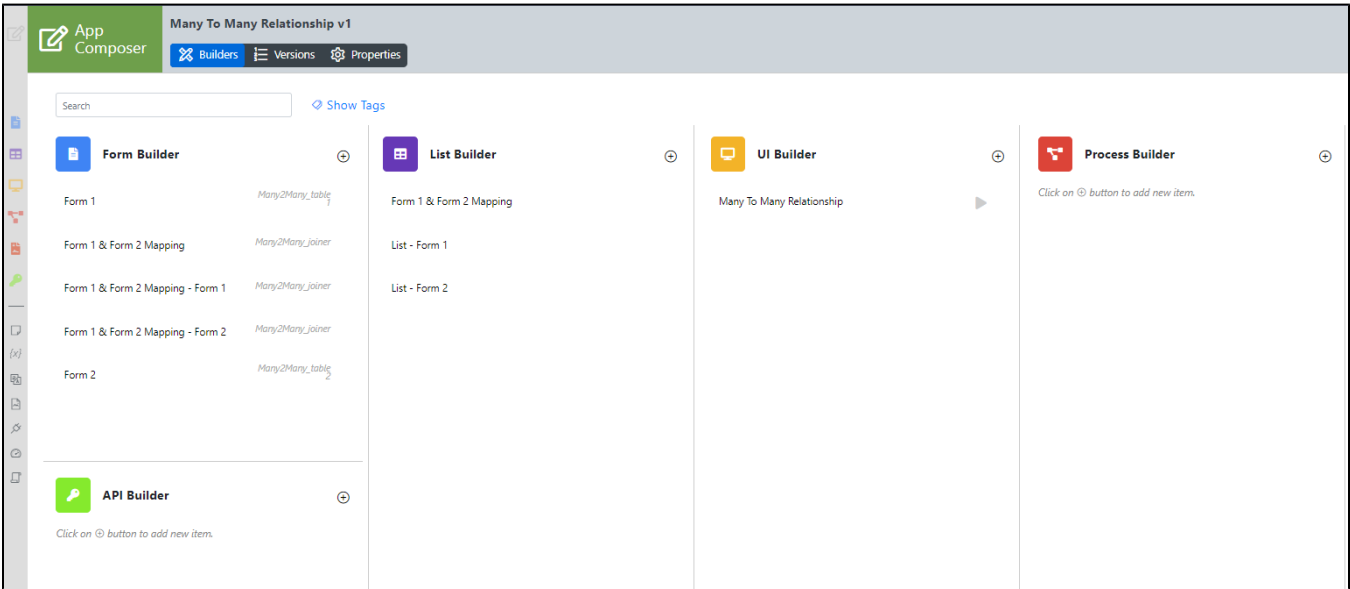 App
Composer
Many To Many Relationship v1
Builders
Versions
Properties
Search
Show Tags
Form Builder
Form 1
Many2Many_table
1
Form 1 & Form 2 Mapping
Many2Many_joiner
Form 1 & Form 2 Mapping - Form 1
Many2Many_joiner
Form 1 & Form 2 Mapping - Form 2
Many2Many_joiner
Form 2
Many2Many_table
2
API Builder
Click on ⊕ button to add new item.
List Builder
Form 1 & Form 2 Mapping
List - Form 1
List - Form 2
UI Builder
Many To Many Relationship
Process Builder
Click on ⊕ button to add new item.
{x}